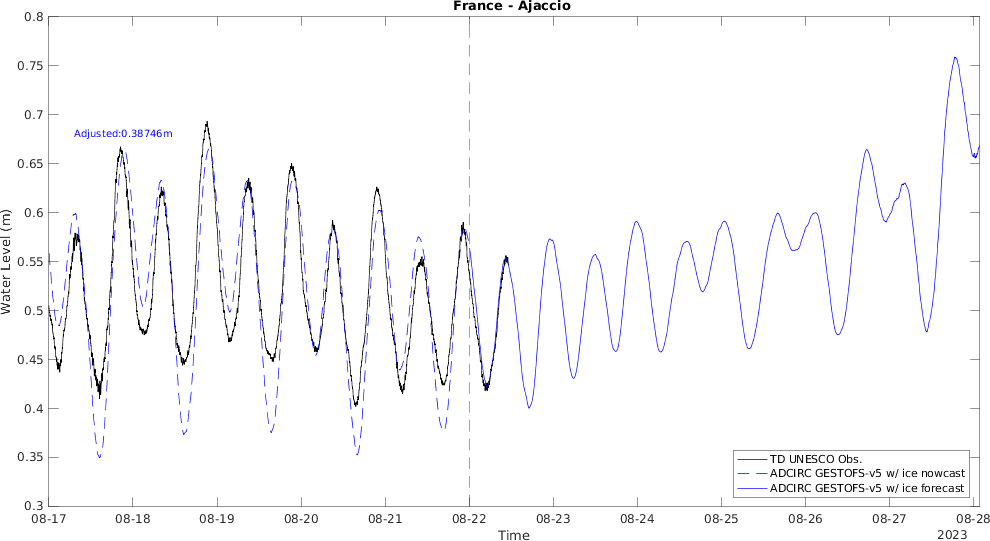 France - Ajaccio
0.8
0.75
0.7
0.65
0.6
0.55
0.5
0.45
0.4
0.35
0.3
Water Level (m)
Adjusted:0.38746m
TD UNESCO Obs.
ADCIRC GESTOFS-v5 w/ ice nowcast
ADCIRC GESTOFS-v5 w/ ice forecast
08-17 08-18 08-19 08-20 08-21 08-22 08-23 08-24 08-25 08-26 08-27 08-28
Time
2023